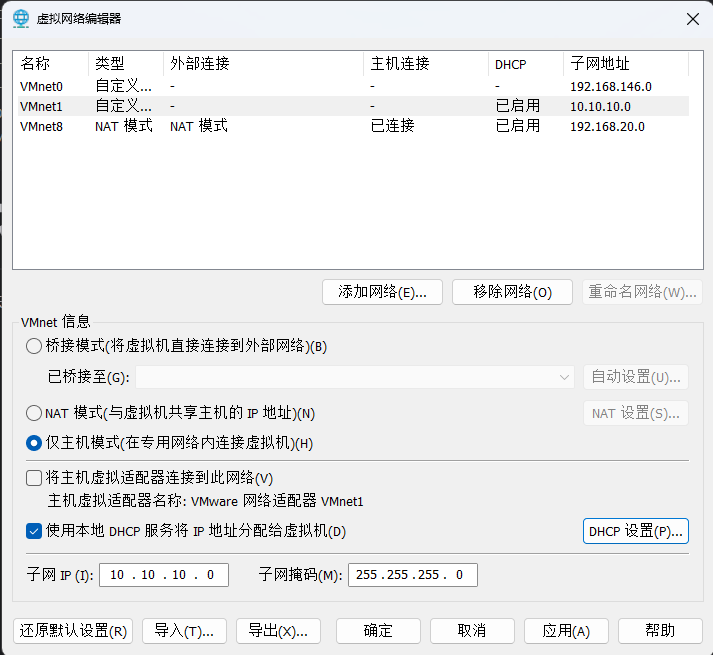 虚拟网络编辑器
名称 类型 外部连接 主机连接 DHCP 子网地址
VMnet0 自定义... - - - 192.168.146.0
VMnet1 自定义... - - 已启用 10.10.10.0
VMnet8 NAT 模式 NAT 模式 已连接 已启用 192.168.20.0
添加网络(E)... 移除网络(O) 重命名网络(W)...
VMnet 信息
桥接模式(将虚拟机直接连接到外部网络)(B)
已桥接至(G): 自动设置(U)...
NAT 模式(与虚拟机共享主机的 IP 地址)(N) NAT 设置(S)...
仅主机模式(在专用网络内连接虚拟机)(H)
将主机虚拟适配器连接到此网络(V)
主机虚拟适配器名称: VMware 网络适配器 VMnet1
使用本地 DHCP 服务将 IP 地址分配给虚拟机(D) DHCP 设置(P)...
子网 IP (I): 10 . 10 . 10 . 0 子网掩码(M): 255 . 255 . 255 . 0
还原默认设置(R) 导入(T)... 导出(X)... 确定 取消 应用(A) 帮助